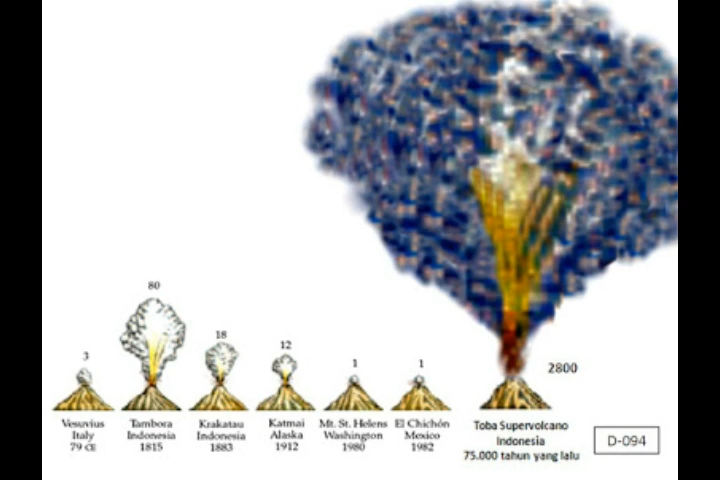 80
18
12
3
1
1
2800
Vesuvius
Italy
79 CE
Tambora
Indonesia
1815
Krakatau
Indonesia
1883
Katmai
Alaska
1912
Mt. St. Helens
Washington
1980
El Chichón
Mexico
1982
Toba Supervolcano
Indonesia
75.000 tahun yang lalu
D-094